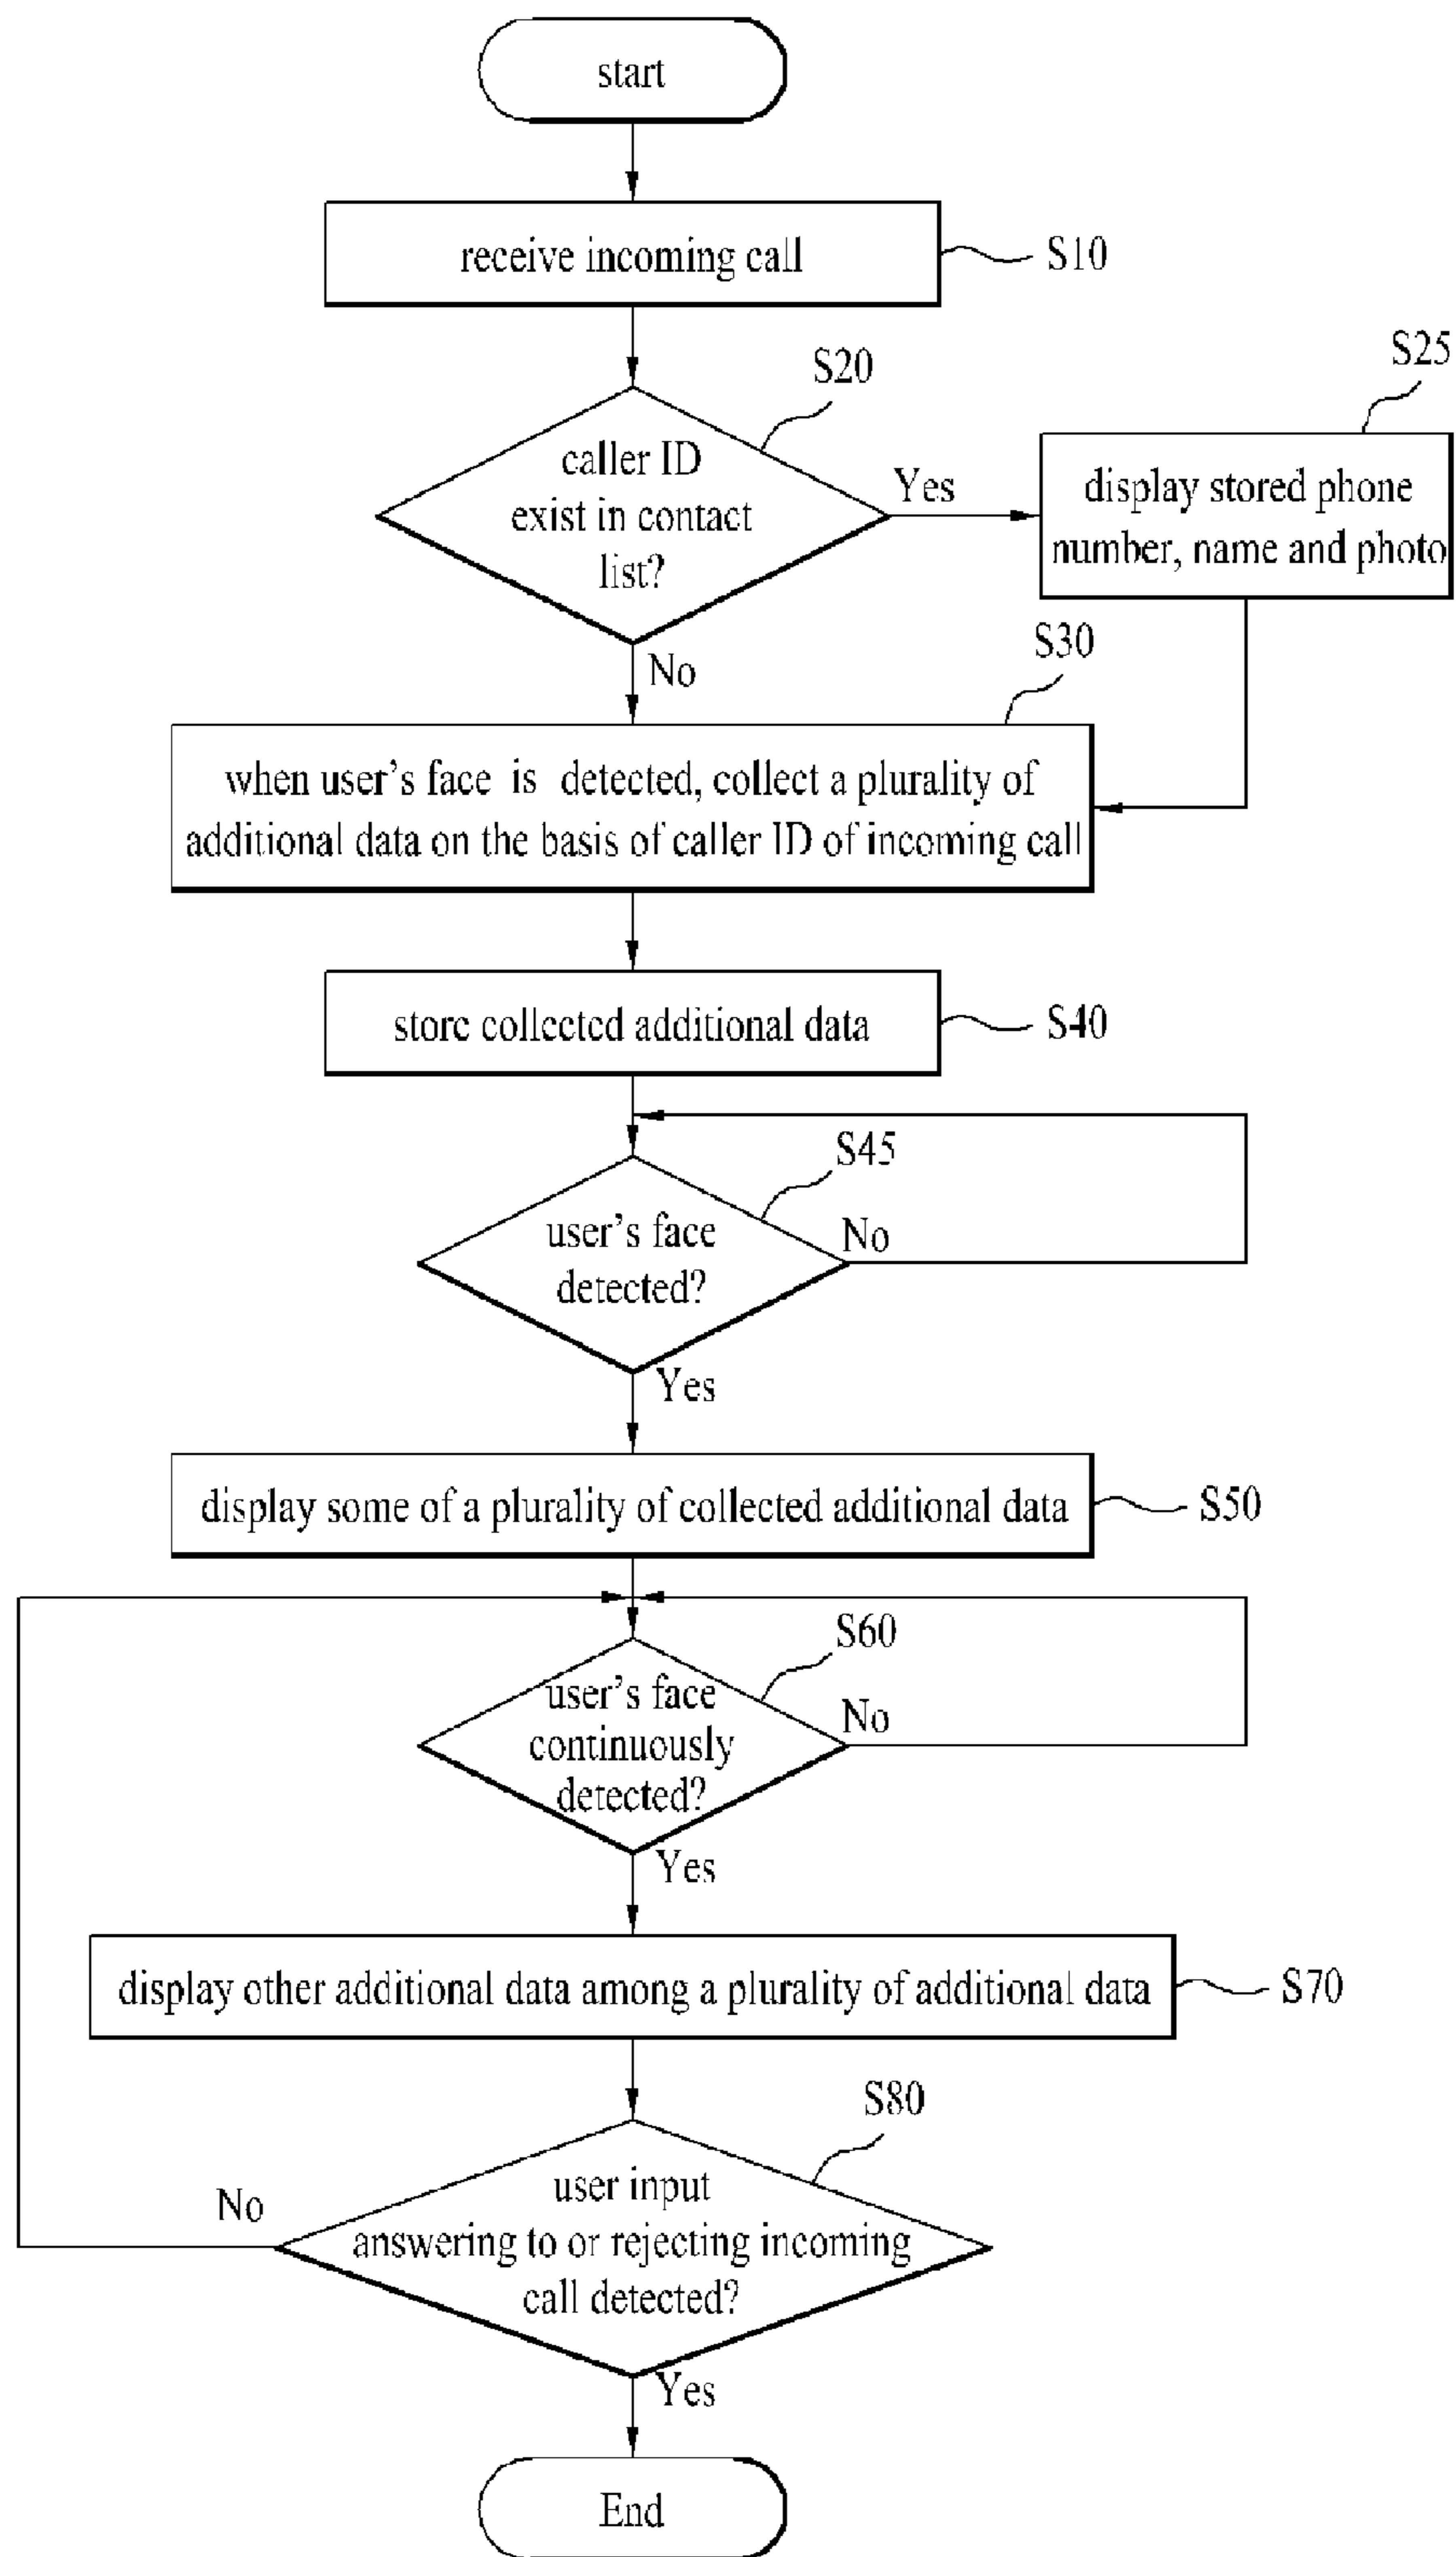 start
receive incoming call
S10
S20
caller ID
exist in contact
list?
Yes
S25
display stored phone
number, name and photo
No
S30
when user's face is detected, collect a plurality of
additional data on the basis of caller ID of incoming call
store collected additional data
S40
S45
user's face
detected?
No
Yes
display some of a plurality of collected additional data
S50
S60
user's face
continuously
detected?
No
Yes
display other additional data among a plurality of additional data
S70
S80
user input
answering to or rejecting incoming
call detected?
No
Yes
End